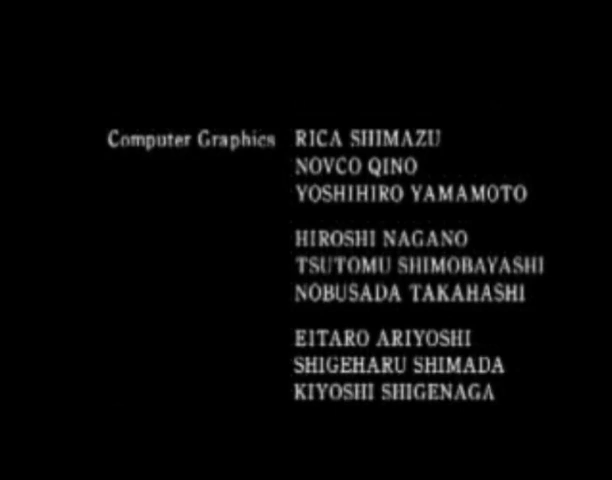 Computer Graphics RICA SHIMAZU
NOVCO QINO
YOSHIHIRO YAMAMOTO
HIROSHI NAGANO
TSUTOMU SHIMOBAYASHI
NOBUSADA TAKAHASHI
EITARO ARIYOSHI
SHIGEHARU SHIMADA
KIYOSHI SHIGENAGA